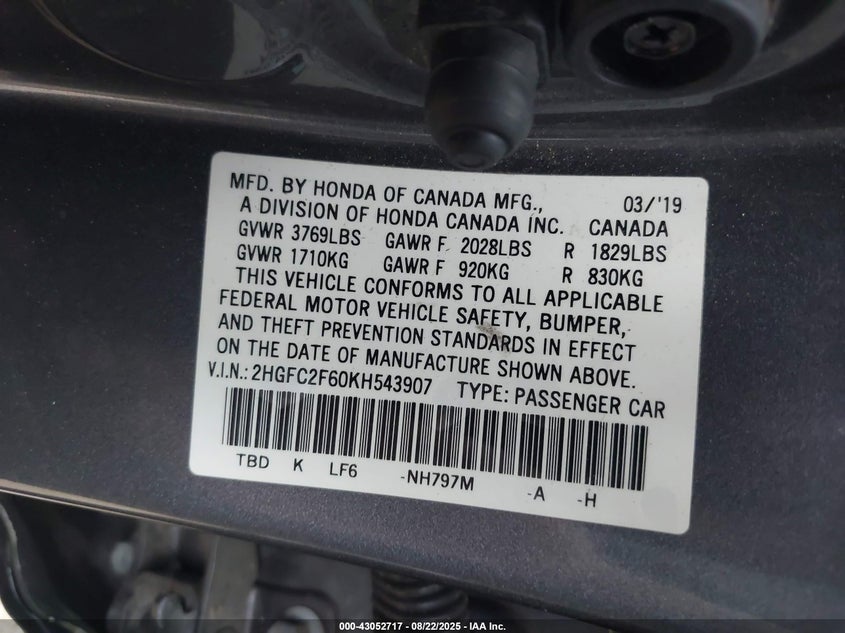 MFD. BY HONDA OF CANADA MFG., 03/'19
A DIVISION OF HONDA CANADA INC. CANADA
GVWR 3769LBS GAWR F 2028LBS R 1829LBS
GVWR 1710KG GAWR F 920KG R 830KG
THIS VEHICLE CONFORMS TO ALL APPLICABLE
FEDERAL MOTOR VEHICLE SAFETY, BUMPER,
AND THEFT PREVENTION STANDARDS IN EFFECT
ON THE DATE OF MANUFACTURE SHOWN ABOVE.
V.I.N.: 2HGFC2F60KH543907 TYPE: PASSENGER CAR
TBD K LF6 -NH797M -A -H
000-43052717 - 08/22/2025 - IAA Inc.